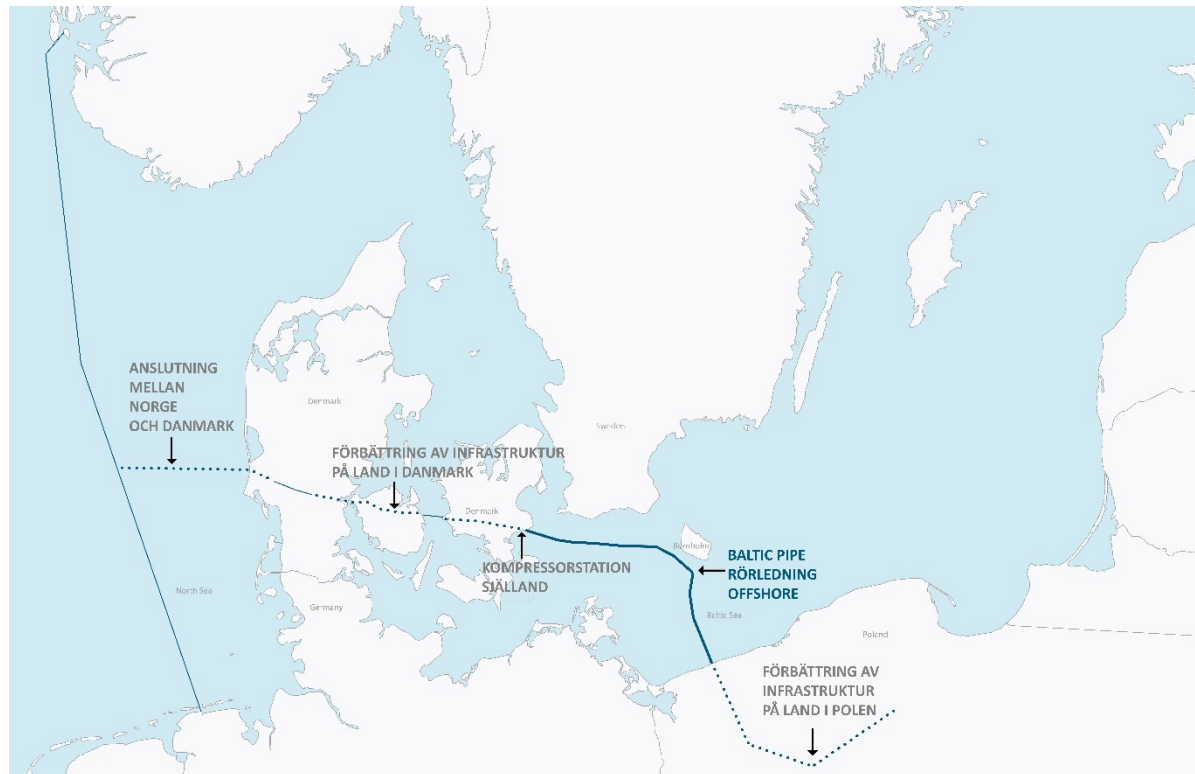 ANSLUTNING
MELLAN
NORGE
OCH DANMARK
Denmark
FÖRBÄTTRING AV INFRASTRUKTUR
PÅ LAND I DANMARK
Sweden
Denmark
Bornholm
KOMPRESSORSTATION
SJÄLLAND
BALTIC PIPE
RÖRLEDNING
OFFSHORE
North Sea
Germany
Baltic Sea
Poland
FÖRBÄTTRING AV
INFRASTRUKTUR
PÅ LAND I POLEN